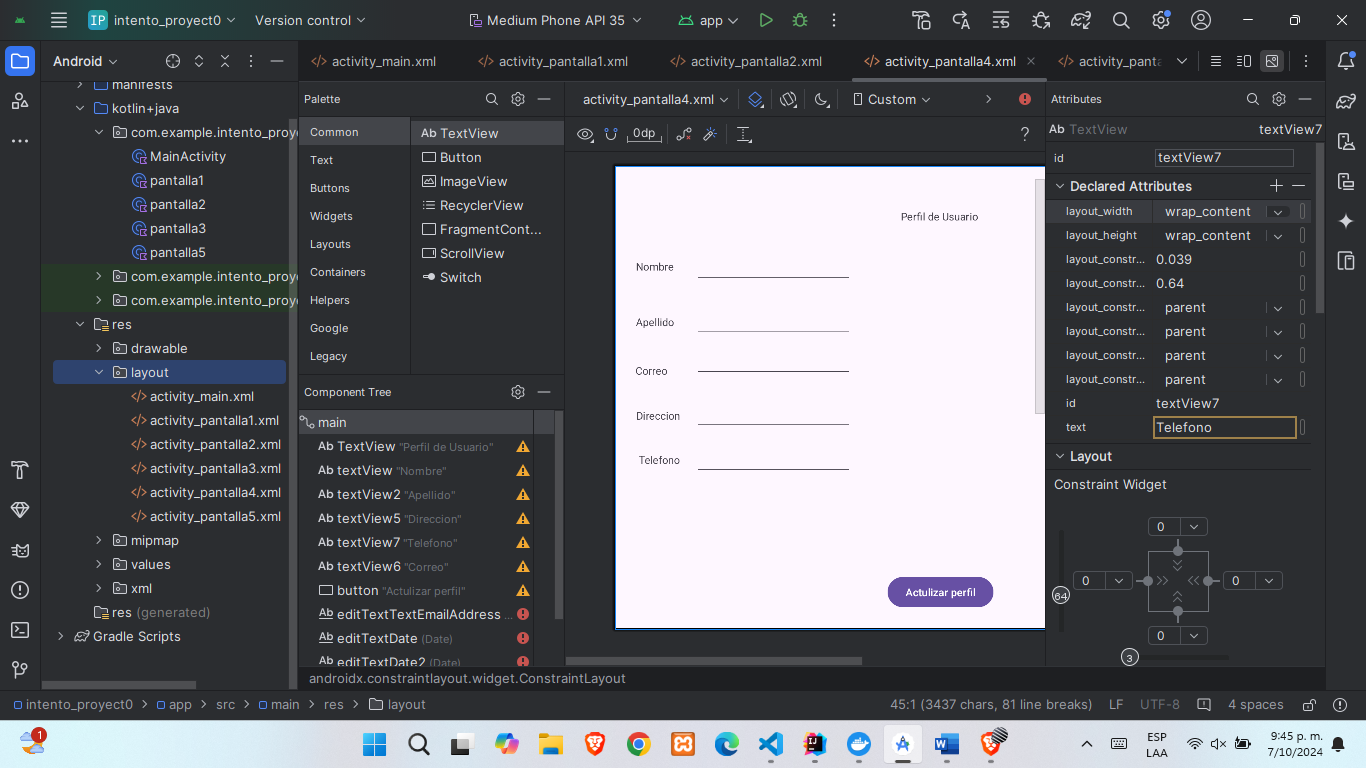 IP intento_proyect0 Version control Medium Phone API 35 app
Android
manifests
kotlin+java
com.example.intento_proy
MainActivity
pantalla1
pantalla2
pantalla3
pantalla5
com.example.intento_proye
com.example.intento_proye
res
drawable
layout
activity_main.xml
activity_pantalla1.xml
activity_pantalla2.xml
activity_pantalla3.xml
activity_pantalla4.xml
activity_pantalla5.xml
mipmap
values
xml
res (generated)
Gradle Scripts
activity_main.xml activity_pantalla1.xml activity_pantalla2.xml activity_pantalla4.xml activity_panta
Palette
Common
Text
Buttons
Widgets
Layouts
Containers
Helpers
Google
Legacy
Ab TextView
Button
ImageView
RecyclerView
FragmentCont...
ScrollView
Switch
Component Tree
main
Ab TextView "Perfil de Usuario"
Ab textView "Nombre"
Ab textView2 "Apellido"
Ab textView5 "Direccion"
Ab textView7 "Telefono"
Ab textView6 "Correo"
button "Actulizar perfil"
Ab editTextTextEmailAddress ...
Ab editTextDate (Date)
Ab editTextDate2 (Date)
activity_pantalla4.xml Custom
0dp ?
Perfil de Usuario
Nombre
Apellido
Correo
Direccion
Telefono
Actulizar perfil
Attributes
Ab TextView textView7
id textView7
Declared Attributes
layout_width wrap_content
layout_height wrap_content
layout_constr... 0.039
layout_constr... 0.64
layout_constr... parent
layout_constr... parent
layout_constr... parent
layout_constr... parent
id textView7
text Telefono
Layout
Constraint Widget
0
0 0
64
0
3
androidx.constraintlayout.widget.ConstraintLayout
intento_proyect0 > app > src > main > res > layout 45:1 (3437 chars, 81 line breaks) LF UTF-8 4 spaces
1
ESP
LAA
9:45 p. m.
7/10/2024